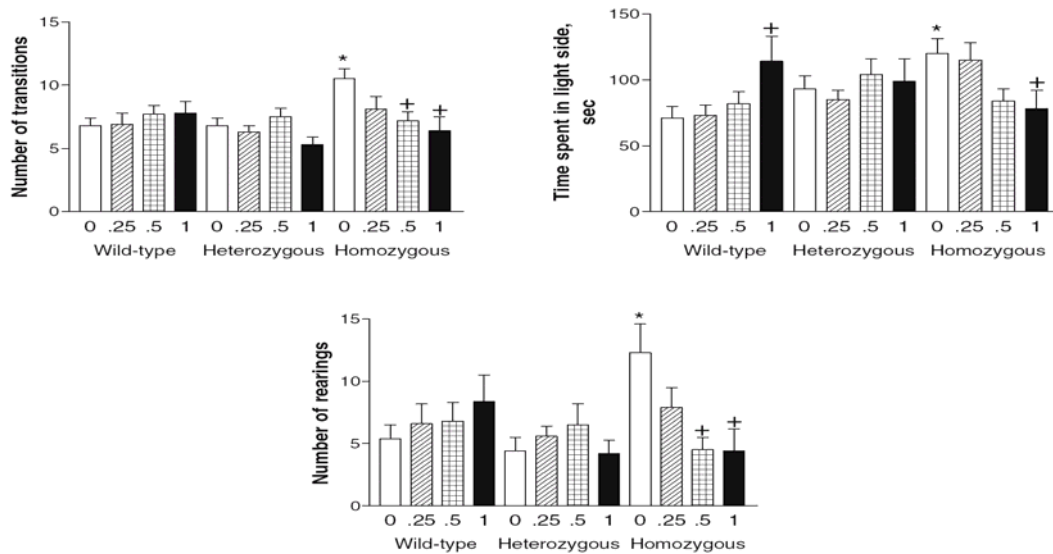 Number of transitions
15
10
5
0
*
+
+
0 .25 .5 1 0 .25 .5 1 0 .25 .5 1
Wild-type Heterozygous Homozygous
Time spent in light side,
sec
150
100
50
0
+
*
+
0 .25 .5 1 0 .25 .5 1 0 .25 .5 1
Wild-type Heterozygous Homozygous
Number of rearings
15
10
5
0
*
+
+
0 .25 .5 1 0 .25 .5 1 0 .25 .5 1
Wild-type Heterozygous Homozygous